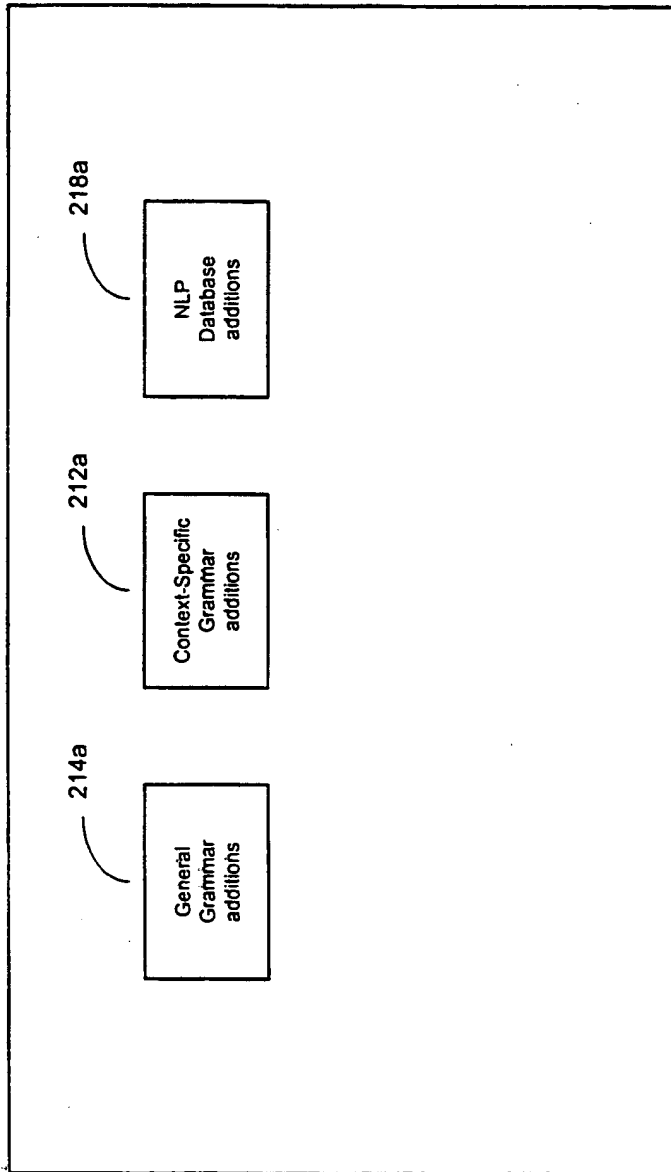 214a
General
Grammar
additions
212a
Context-Specific
Grammar
additions
218a
NLP
Database
additions